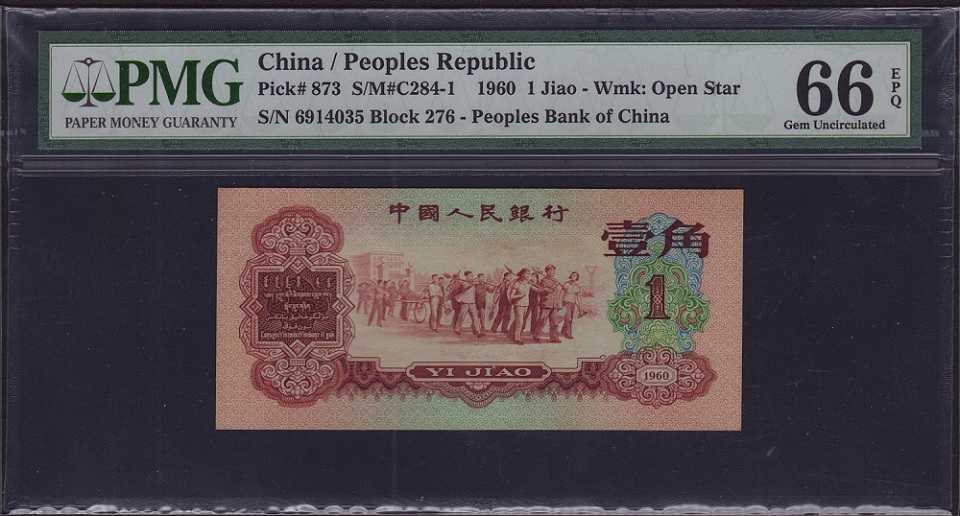 PMG
PAPER MONEY GUARANTY
China / Peoples Republic
Pick# 873 S/M#C284-1 1960 1 Jiao - Wmk: Open Star
S/N 6914035 Block 276 - Peoples Bank of China
66
EPQ
Gem Uncirculated
中國人民銀行
壹角
1
YI JIAO
1960